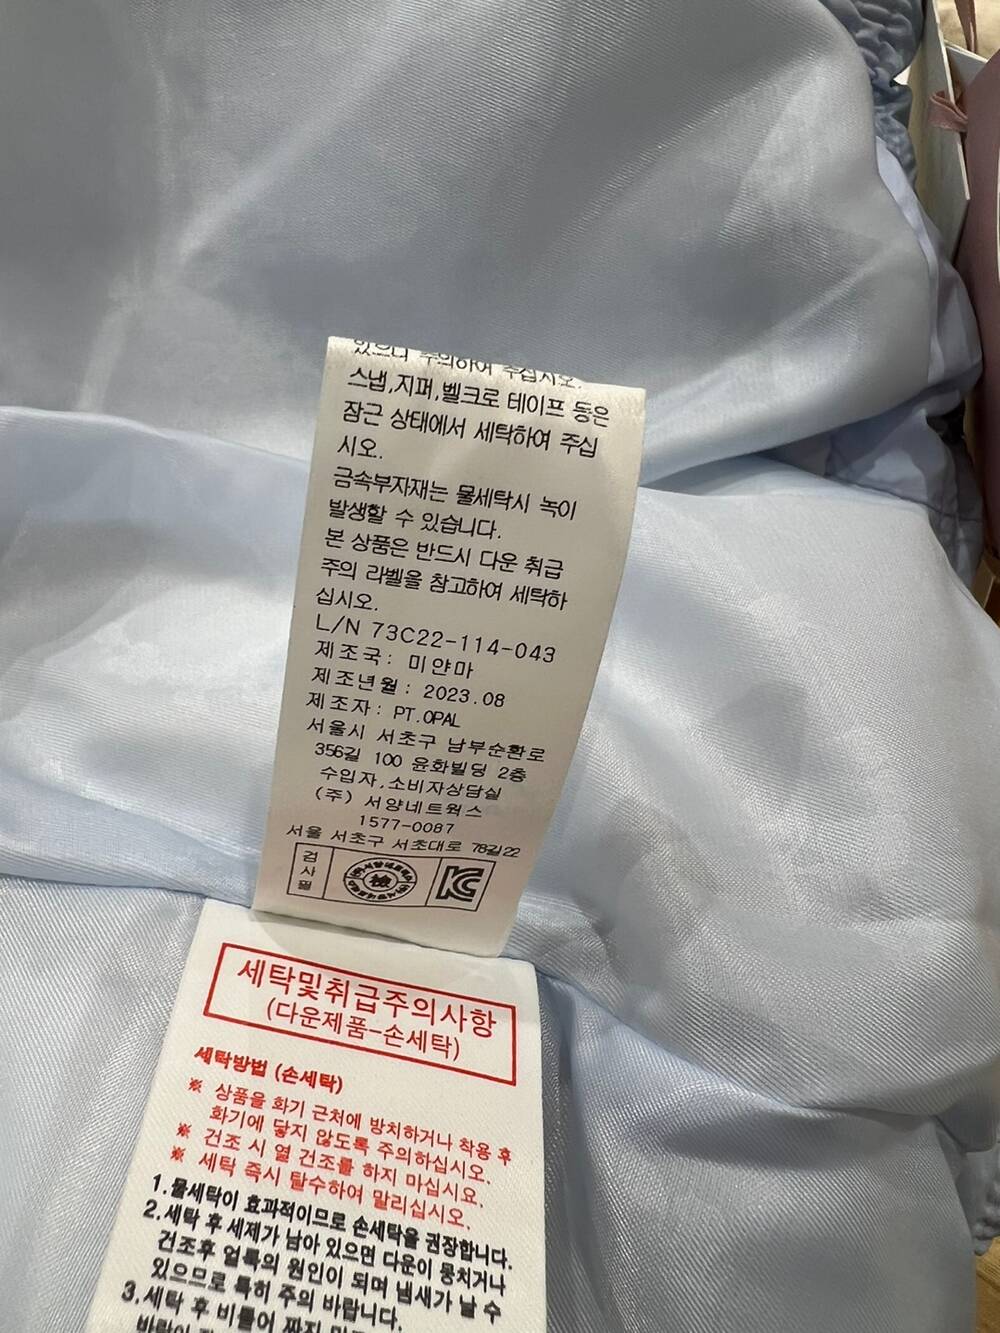 있으니 주의하여 주십시오.
스냅,지퍼,벨크로 테이프 등은
잠근 상태에서 세탁하여 주십
시오.
금속부자재는 물세탁시 녹이
발생할 수 있습니다.
본 상품은 반드시 다운 취급
주의 라벨을 참고하여 세탁하
십시오.
L/N 73C22-114-043
제조국: 미얀마
제조년월: 2023.08
제조자: PT.OPAL
서울시 서초구 남부순환로
356길 100 윤화빌딩 2층
수입자,소비자상담실
(주) 서양네트웍스
1577-0087
서울 서초구 서초대로 78길22
검사필
檢
KC
세탁및취급주의사항
(다운제품-손세탁)
세탁방법 (손세탁)
※ 상품을 화기 근처에 방치하거나 착용 후
화기에 닿지 않도록 주의하십시오.
※ 건조 시 열 건조를 하지 마십시요.
※ 세탁 즉시 탈수하여 말리십시오.
1.물세탁이 효과적이므로 손세탁을 권장합니다.
2.세탁 후 세제가 남아 있으면 다운이 뭉치거나
건조후 얼룩의 원인이 되며 냄새가 날 수
있으므로 특히 주의 바랍니다.
3.세탁 후 비틀어 짜지